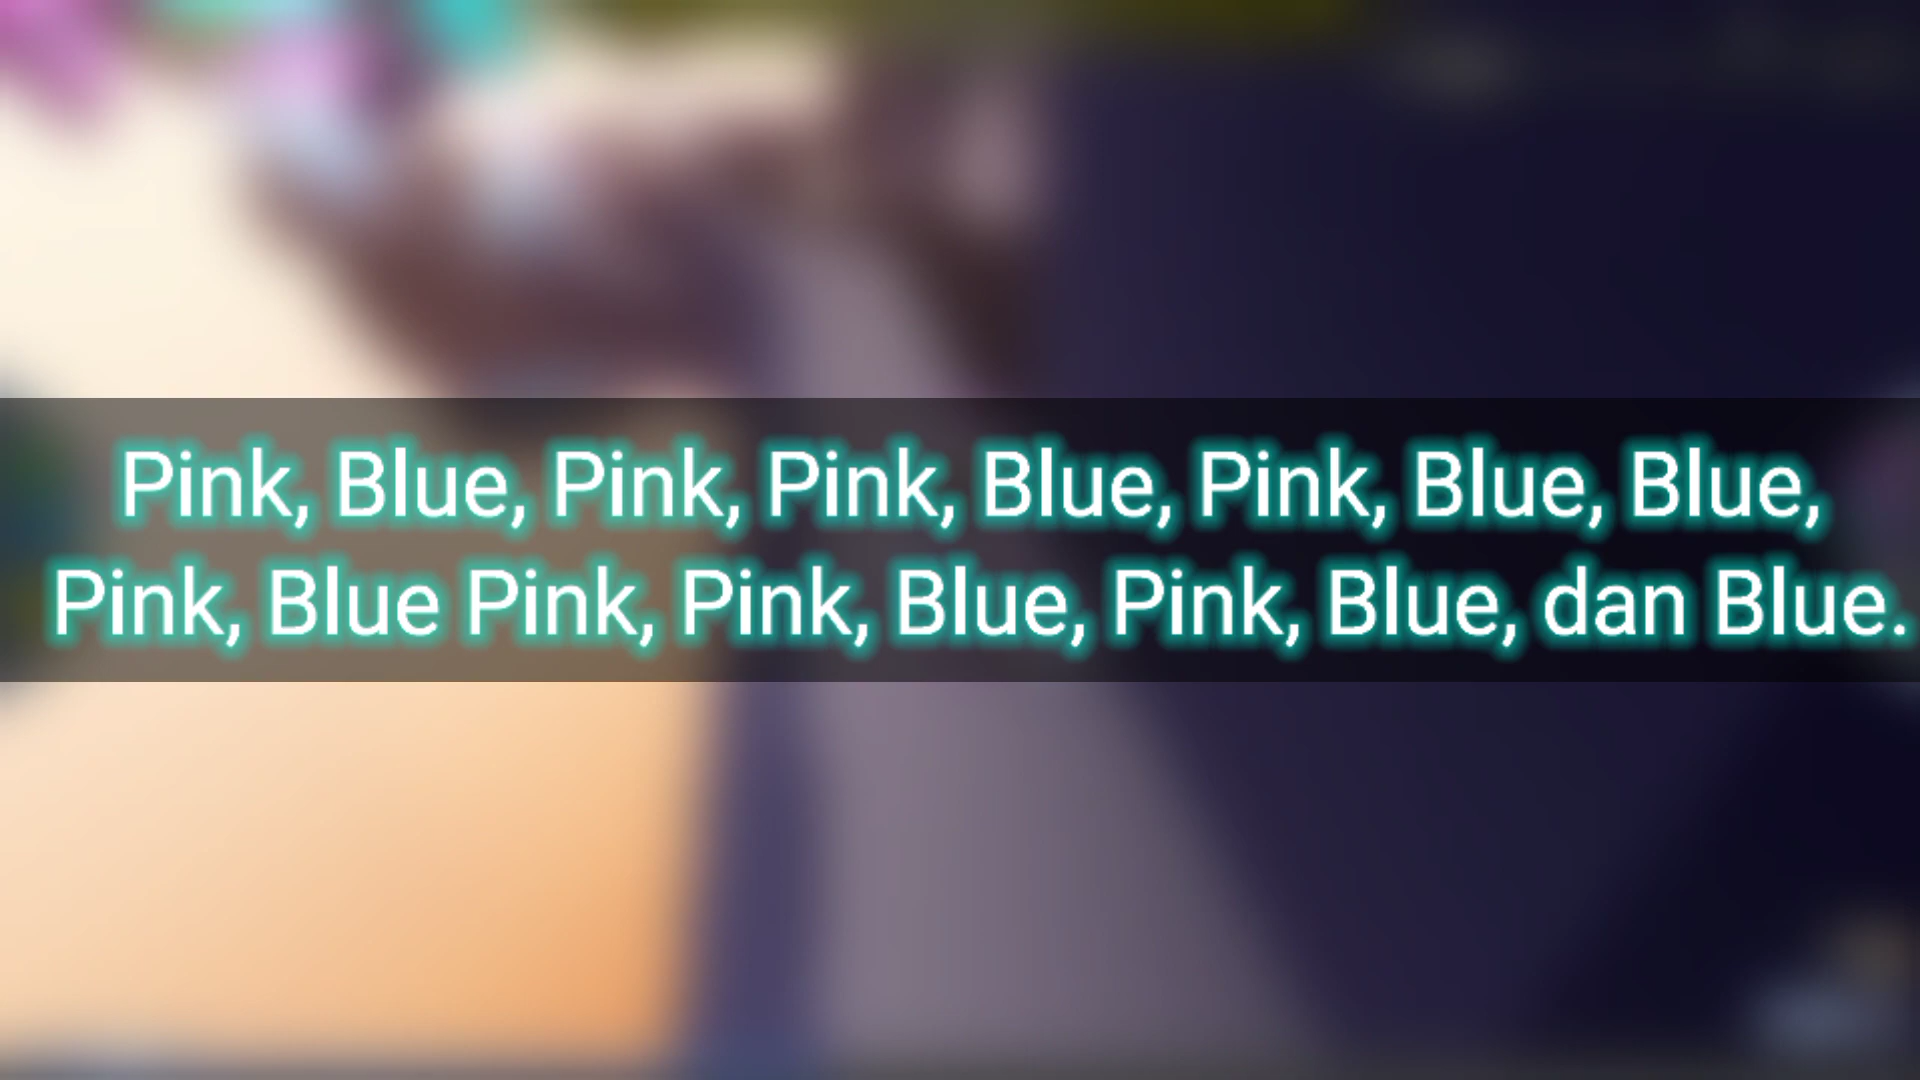 Pink, Blue, Pink, Pink, Blue, Pink, Blue, Blue,
Pink, Blue Pink, Pink, Blue, Pink, Blue, dan Blue.